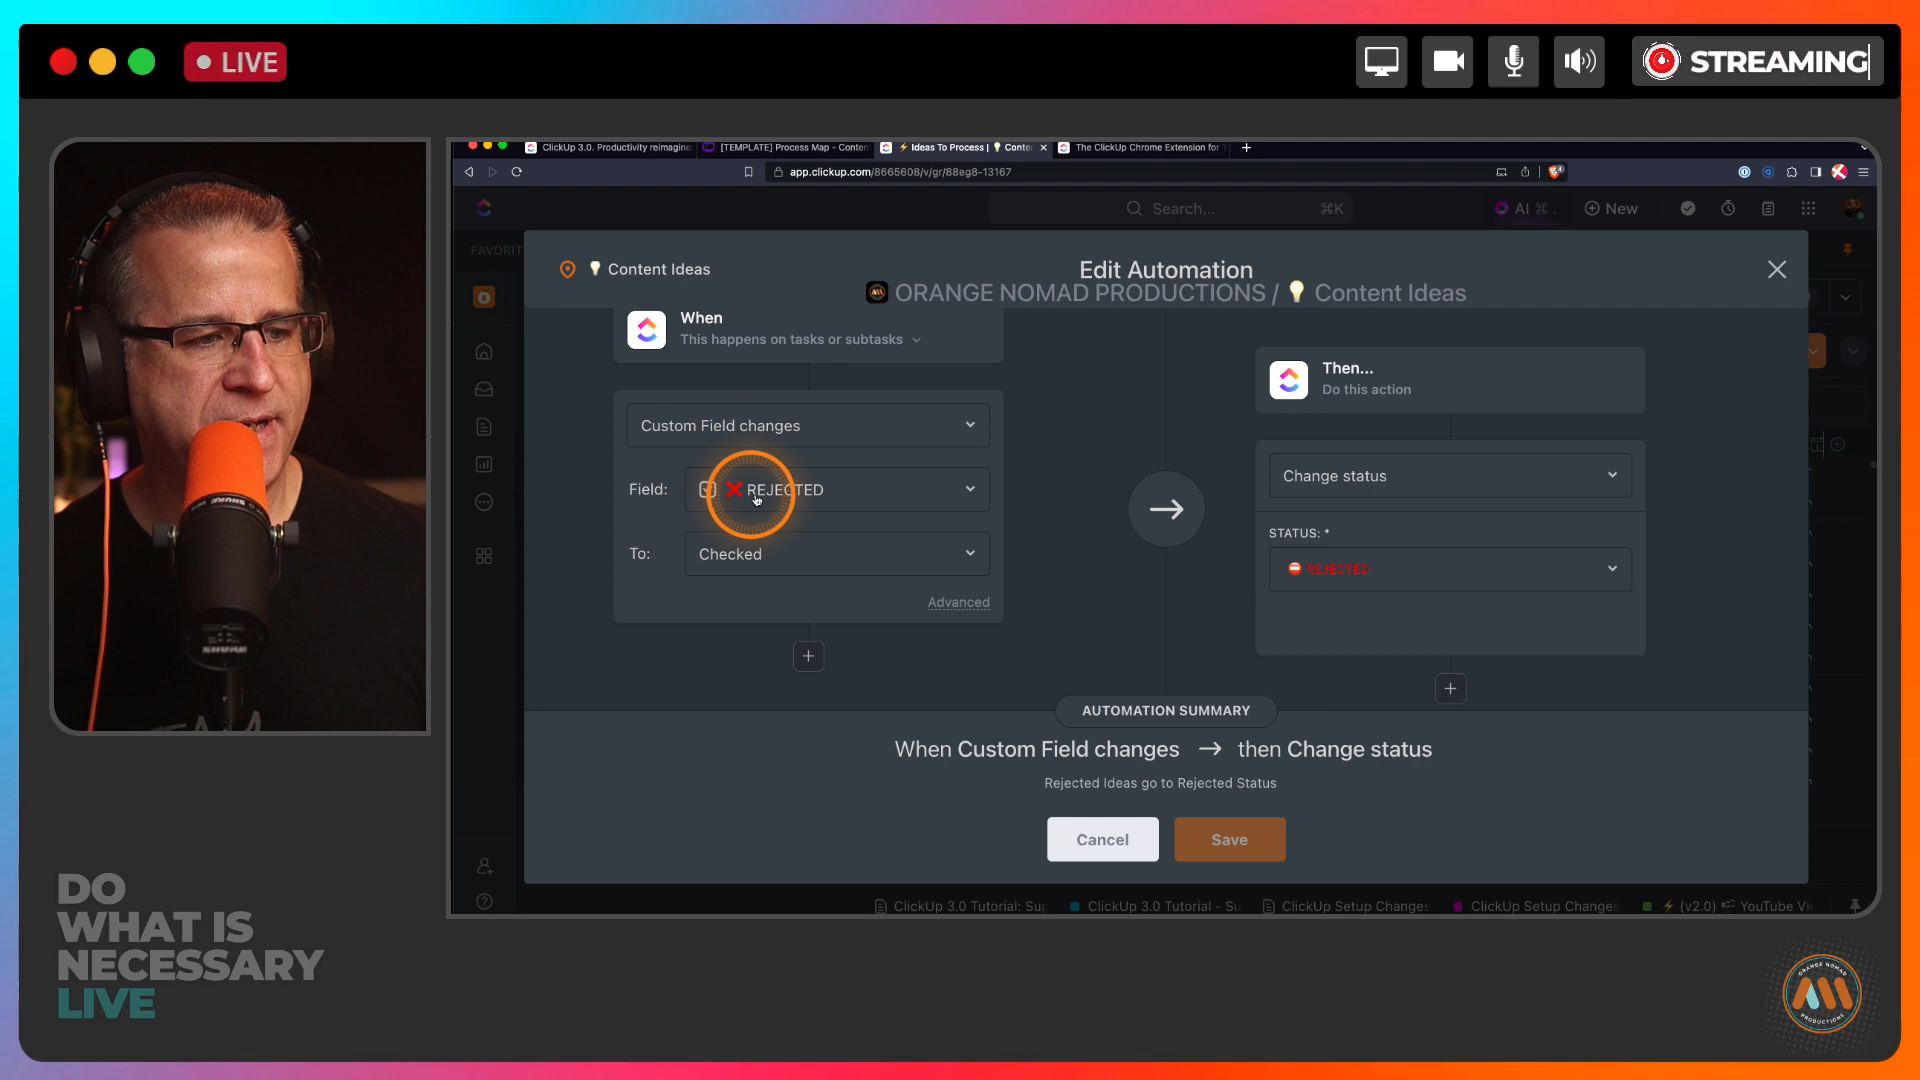 LIVE
STREAMING
ClickUp 3.0. Productivity reimagine
[TEMPLATE] Process Map - Conten
Ideas To Process | Conte
The ClickUp Chrome Extension for
app.clickup.com/8665608/v/gr/88eg8-13167
Search...
⌘K
AI ⌘ .
New
FAVORIT
Content Ideas
Edit Automation
ORANGE NOMAD PRODUCTIONS / Content Ideas
When
This happens on tasks or subtasks
Custom Field changes
Field:
REJECTED
To:
Checked
Advanced
Then...
Do this action
Change status
STATUS: *
REJECTED
AUTOMATION SUMMARY
When Custom Field changes → then Change status
Rejected Ideas go to Rejected Status
Cancel
Save
ClickUp 3.0 Tutorial: Sup
ClickUp 3.0 Tutorial - Su
ClickUp Setup Changes
ClickUp Setup Changes
(v2.0) YouTube Vi
SHURE
DO
WHAT IS
NECESSARY
LIVE
ORANGE NOMAD
PRODUCTIONS